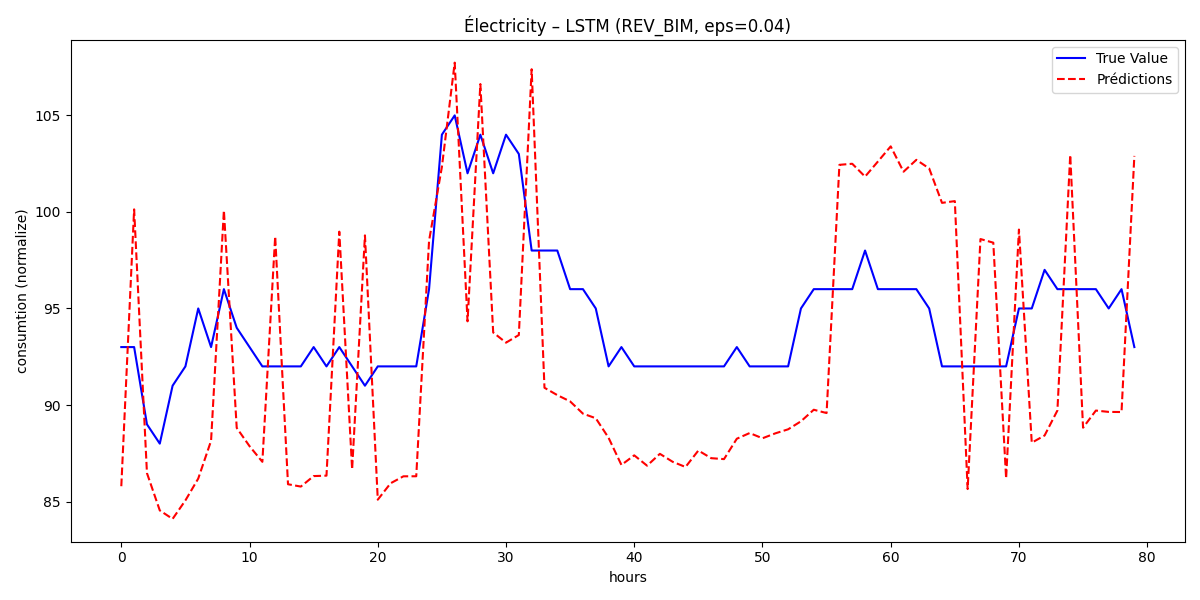 Électricity – LSTM (REV_BIM, eps=0.04)
True Value
Prédictions
consumtion (normalize)
105
100
95
90
85
0 10 20 30 40 50 60 70 80
hours